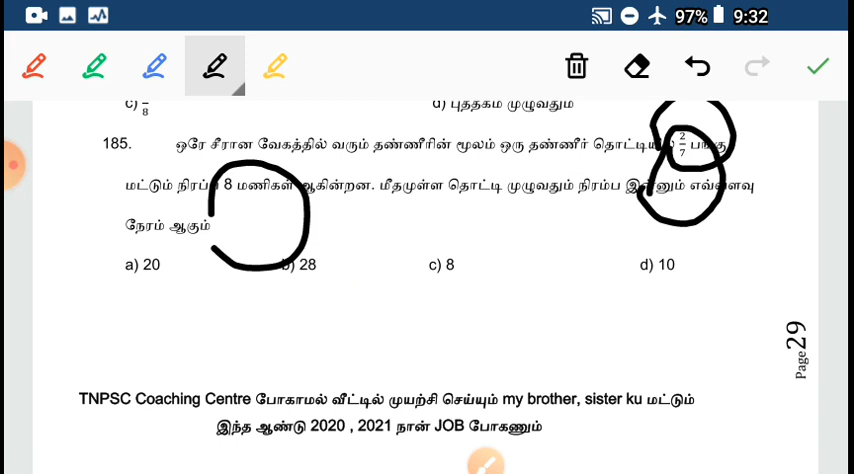 97% 9:32
c) –/8 d) புத்தகம் முழுவதும்
185. ஒரே சீரான வேகத்தில் வரும் தண்ணீரின் மூலம் ஒரு தண்ணீர் தொட்டியில் 2/7 பங்கு
மட்டும் நிரப்ப 8 மணிகள் ஆகின்றன. மீதமுள்ள தொட்டி முழுவதும் நிரம்ப இன்னும் எவ்வளவு
நேரம் ஆகும்
a) 20 b) 28 c) 8 d) 10
Page29
TNPSC Coaching Centre போகாமல் வீட்டில் முயற்சி செய்யும் my brother, sister ku மட்டும்
இந்த ஆண்டு 2020 , 2021 நான் JOB போகணும்